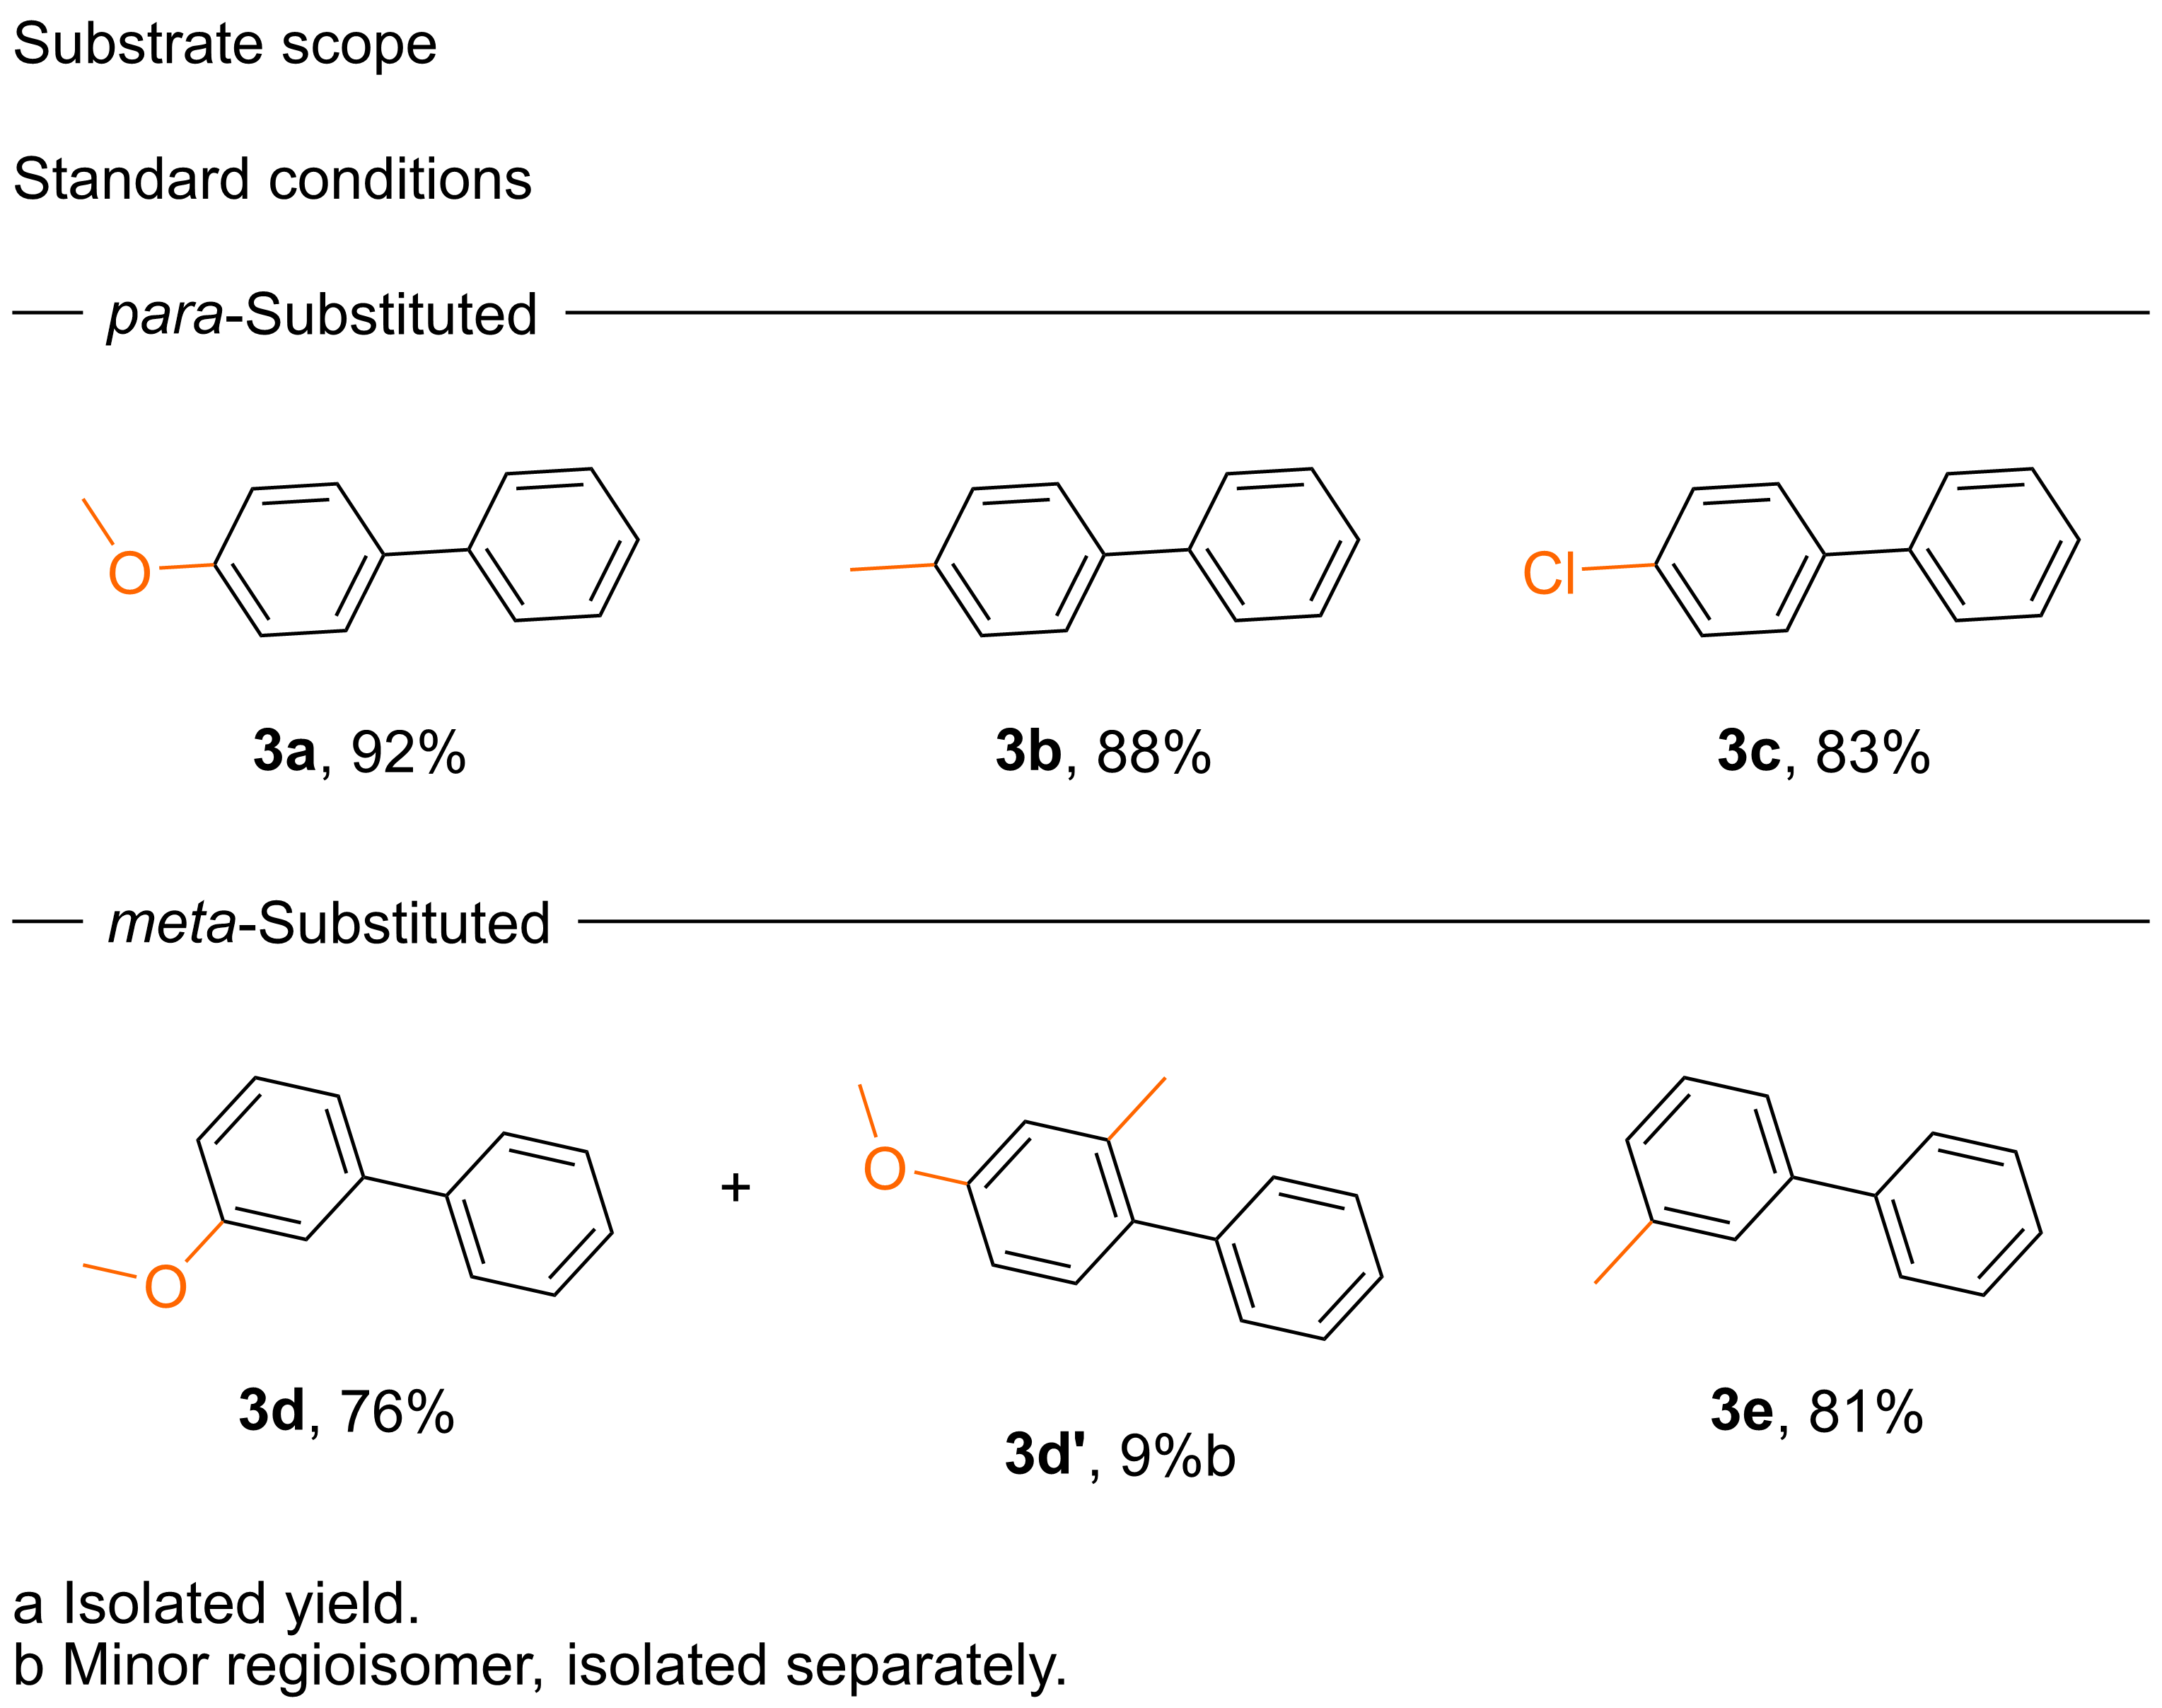 Substrate scope
Standard conditions
para-Substituted
O
Cl
3a, 92%
3b, 88%
3c, 83%
meta-Substituted
O
+
O
3d, 76%
3d', 9%b
3e, 81%
a Isolated yield.
b Minor regioisomer, isolated separately.